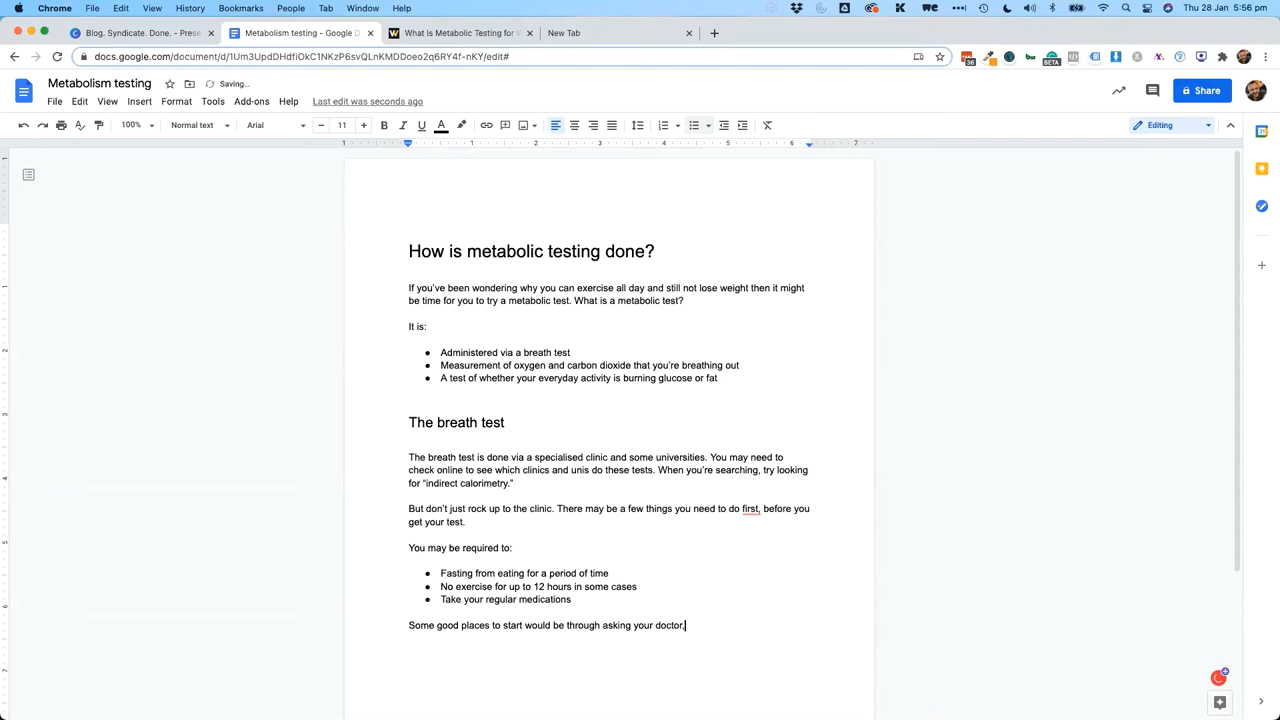 Chrome File Edit View History Bookmarks People Tab Window Help
Thu 28 Jan 5:56 pm
Blog. Syndicate. Done. - Prese
Metabolism testing - Google D
What is Metabolic Testing for
New Tab
docs.google.com/document/d/1Um3UpdDHdfiOkC1NKzP6svQLnKMDDoeo2q6RY4f-nKY/edit#
36
BETA
Metabolism testing
Saving...
File Edit View Insert Format Tools Add-ons Help
Last edit was seconds ago
Share
100%
Normal text
Arial
11
B I U A
Editing
1 1 2 3 4 5 6 7
How is metabolic testing done?
If you've been wondering why you can exercise all day and still not lose weight then it might
be time for you to try a metabolic test. What is a metabolic test?
It is:
● Administered via a breath test
● Measurement of oxygen and carbon dioxide that you're breathing out
● A test of whether your everyday activity is burning glucose or fat
The breath test
The breath test is done via a specialised clinic and some universities. You may need to
check online to see which clinics and unis do these tests. When you're searching, try looking
for “indirect calorimetry.”
But don't just rock up to the clinic. There may be a few things you need to do first, before you
get your test.
You may be required to:
● Fasting from eating for a period of time
● No exercise for up to 12 hours in some cases
● Take your regular medications
Some good places to start would be through asking your doctor,